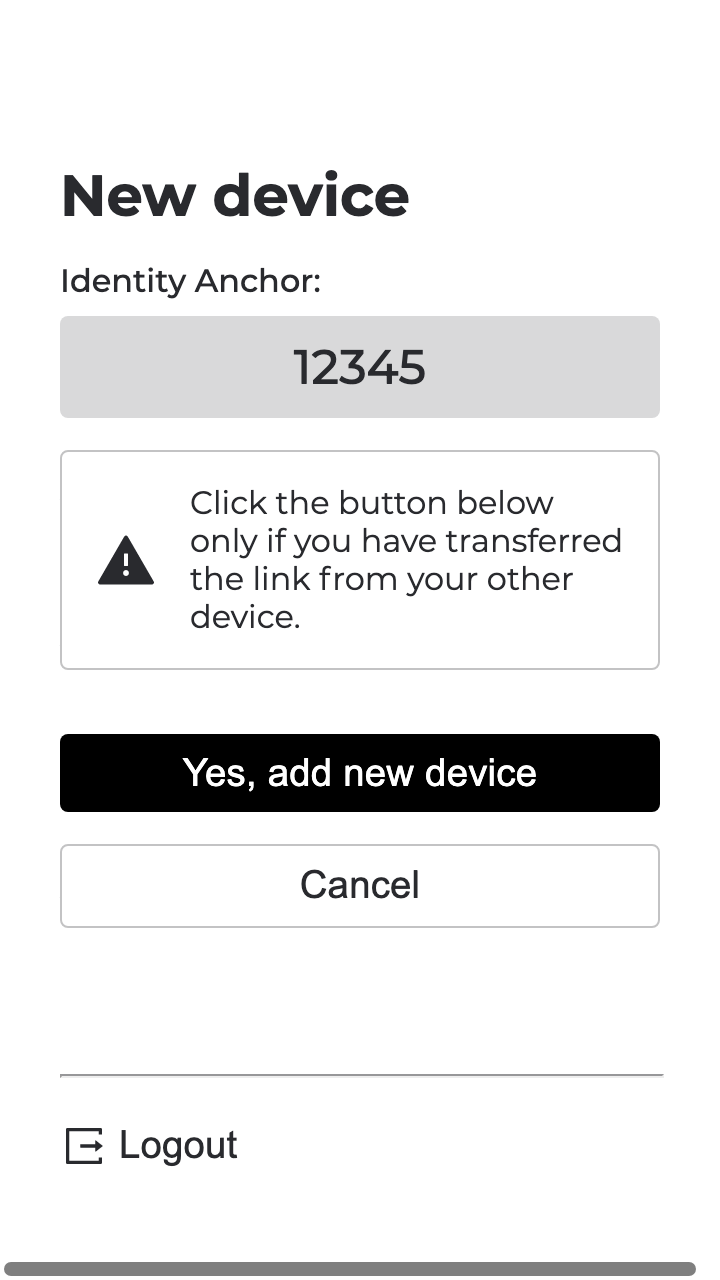 New device
Identity Anchor:
12345
Click the button below
only if you have transferred
the link from your other
device.
Yes, add new device
Cancel
Logout